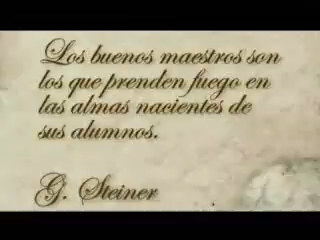 Los buenos maestros son
los que prenden fuego en
las almas nacientes de
sus alumnos.
G. Steiner